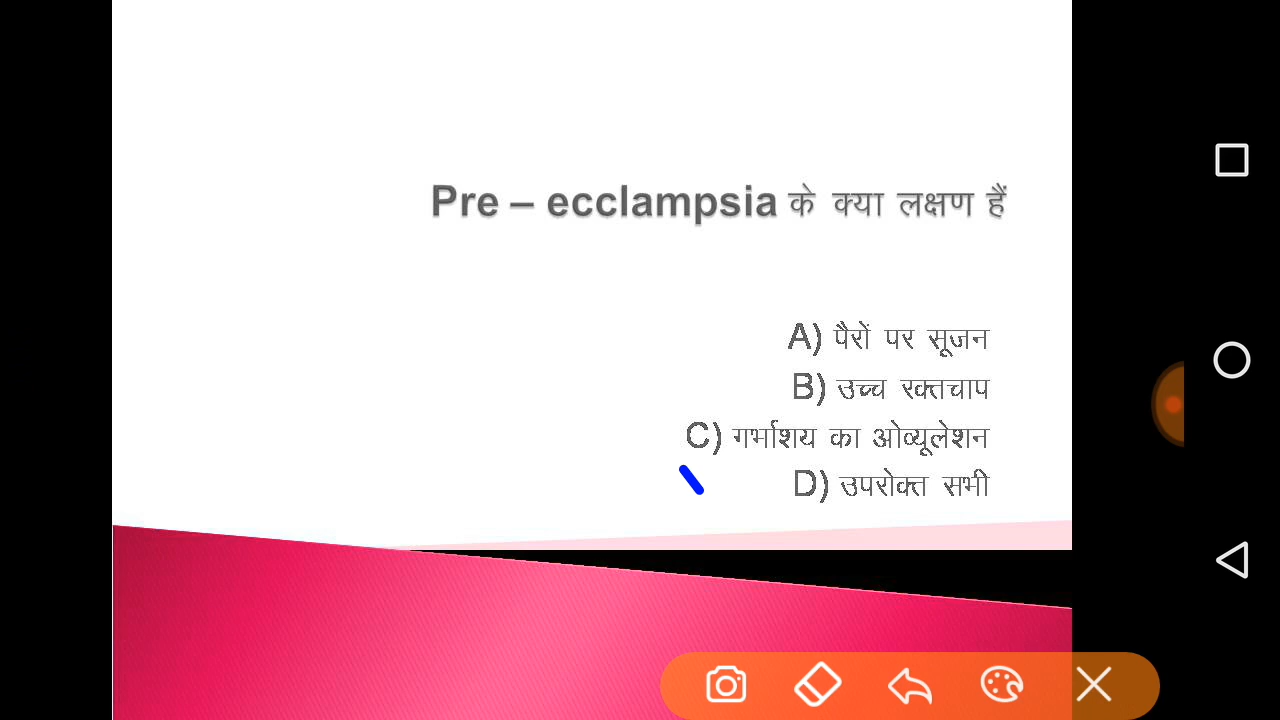 Pre – ecclampsia के क्या लक्षण हैं
A) पैरों पर सूजन
B) उच्च रक्तचाप
C) गर्भाशय का ओव्यूलेशन
D) उपरोक्त सभी